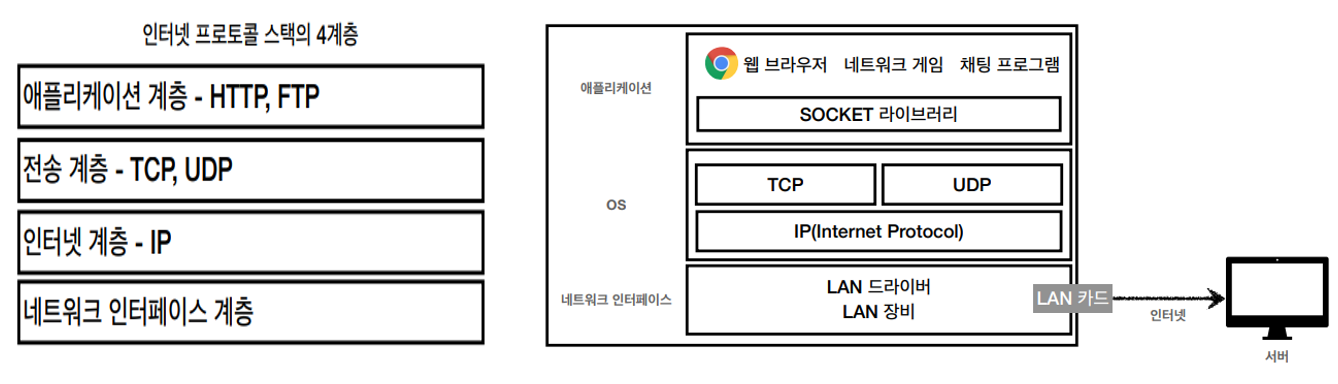 인터넷 프로토콜 스택의 4계층
애플리케이션 계층 - HTTP, FTP
전송 계층 - TCP, UDP
인터넷 계층 - IP
네트워크 인터페이스 계층
애플리케이션
웹 브라우저 네트워크 게임 채팅 프로그램
SOCKET 라이브러리
OS
TCP UDP
IP(Internet Protocol)
네트워크 인터페이스
LAN 드라이버
LAN 장비
LAN 카드
인터넷
서버